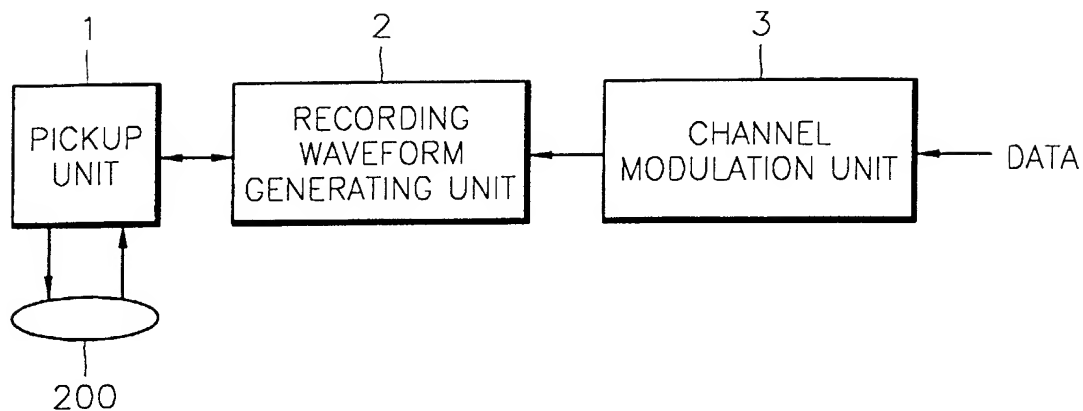 1
2
3
PICKUP
UNIT
RECORDING
WAVEFORM
GENERATING UNIT
CHANNEL
MODULATION UNIT
DATA
200